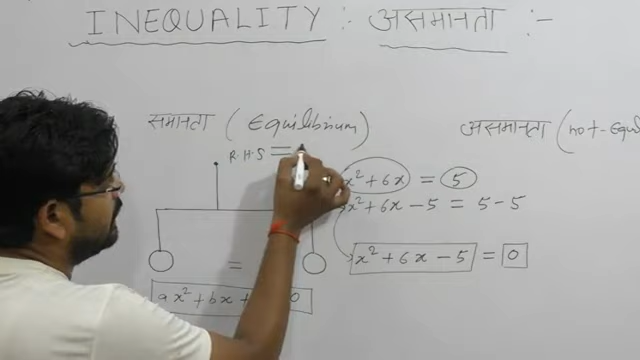 INEQUALITY : असमानता :-
समानता (Equilibrium)
असमानता (not-Equi
R.H.S =
x² + 6x = 5
x² + 6x - 5 = 5 - 5
x² + 6x - 5 = 0
=
ax² + bx + 0